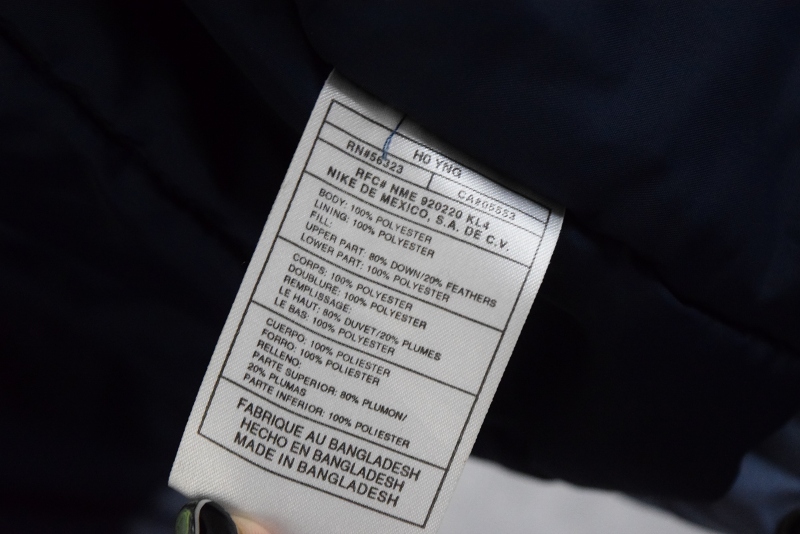 HO YNG
RN#56323
CA#05553
RFC# NME 920220 KL4
NIKE DE MEXICO, S.A. DE C.V.
BODY: 100% POLYESTER
LINING: 100% POLYESTER
FILL:
UPPER PART: 80% DOWN/20% FEATHERS
LOWER PART: 100% POLYESTER
CORPS: 100% POLYESTER
DOUBLURE: 100% POLYESTER
REMPLISSAGE:
LE HAUT: 80% DUVET/20% PLUMES
LE BAS: 100% POLYESTER
CUERPO: 100% POLIESTER
FORRO: 100% POLIESTER
RELLENO:
PARTE SUPERIOR: 80% PLUMON/
20% PLUMAS
PARTE INFERIOR: 100% POLIESTER
FABRIQUE AU BANGLADESH
HECHO EN BANGLADESH
MADE IN BANGLADESH